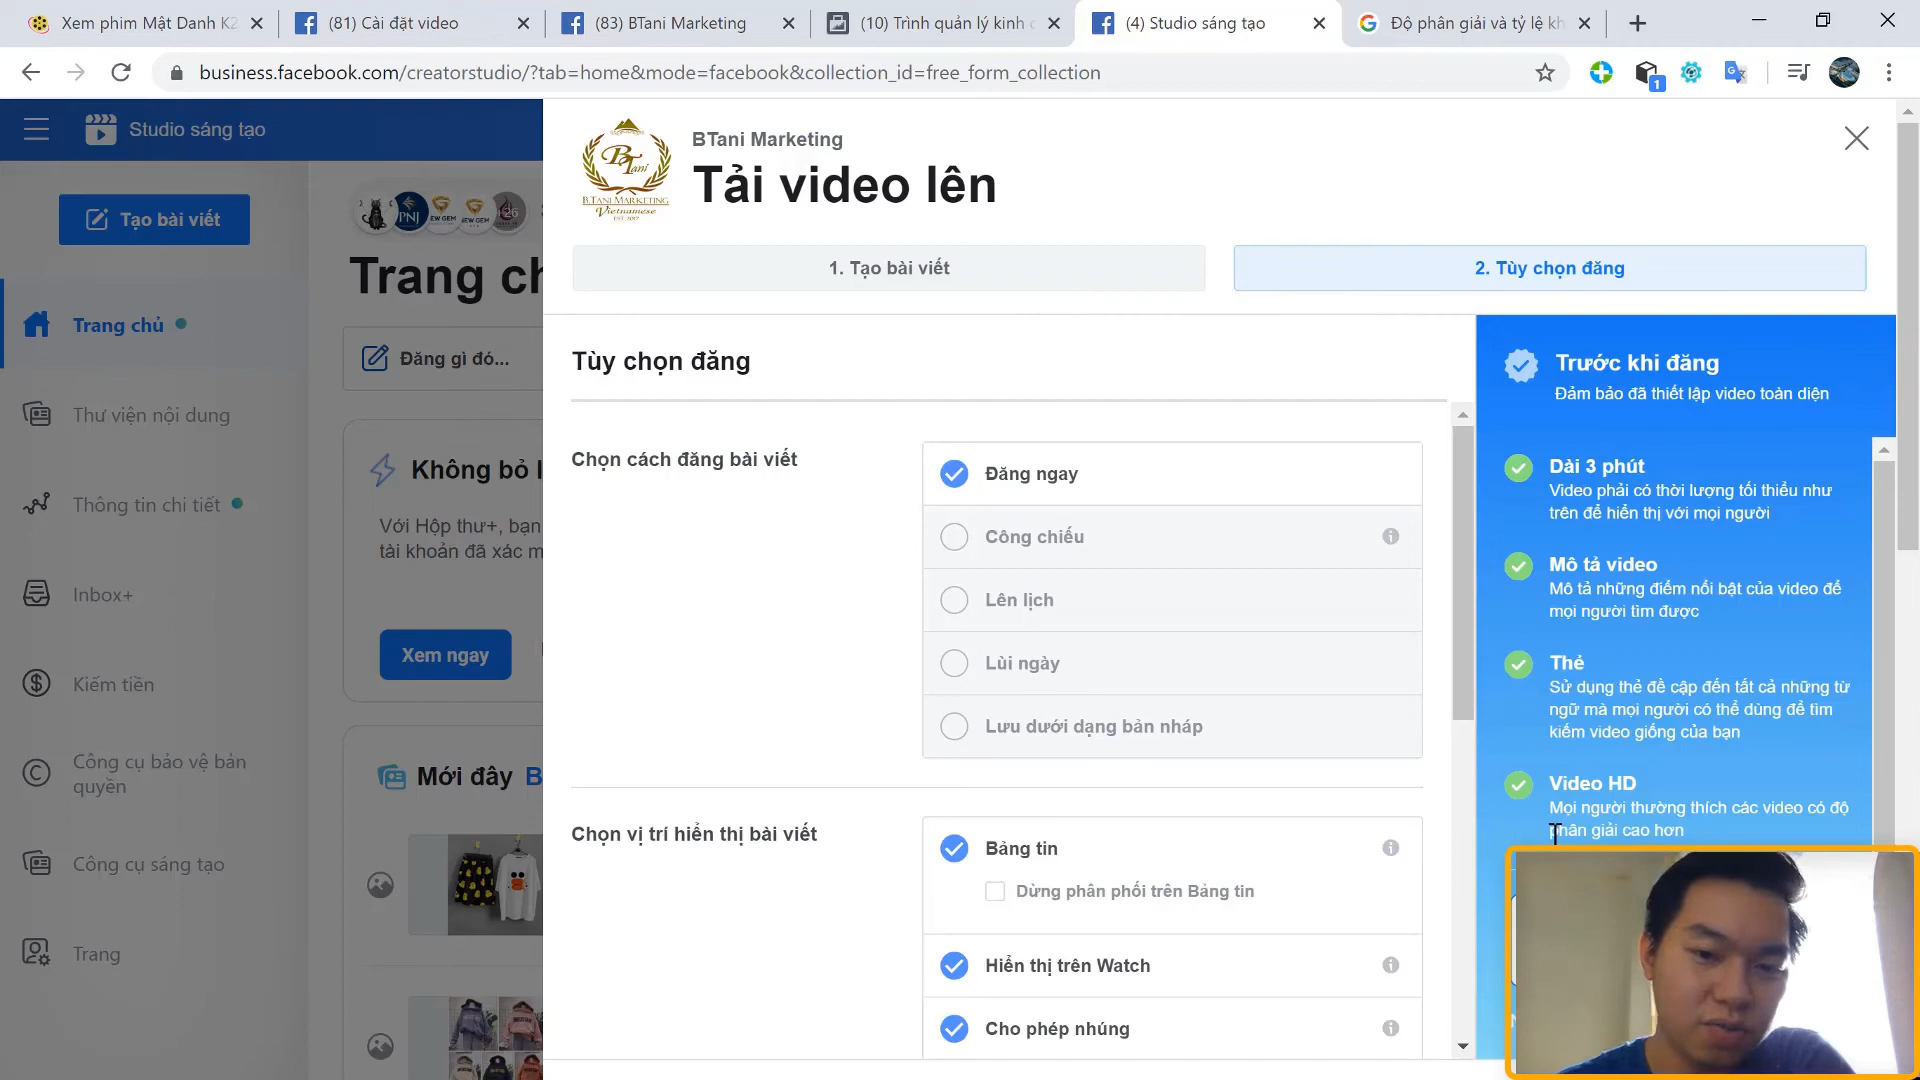 Xem phim Mật Danh K2
(81) Cài đặt video
(83) BTani Marketing
(10) Trình quản lý kinh
(4) Studio sáng tạo
Độ phân giải và tỷ lệ kh
business.facebook.com/creatorstudio/?tab=home&mode=facebook&collection_id=free_form_collection
1
Studio sáng tạo
Tạo bài viết
Trang chủ
Thư viện nội dung
Thông tin chi tiết
Inbox+
Kiếm tiền
Công cụ bảo vệ bản
quyền
Công cụ sáng tạo
Trang
PNJ
+26
Trang ch
Đăng gì đó...
Không bỏ l
Với Hộp thư+, bạn
tài khoản đã xác m
Xem ngay
Mới đây B
BTani
B.TANI MARKETING
Vietnamese
EST.2017
BTani Marketing
Tải video lên
1. Tạo bài viết
2. Tùy chọn đăng
Tùy chọn đăng
Chọn cách đăng bài viết
Đăng ngay
Công chiếu
Lên lịch
Lùi ngày
Lưu dưới dạng bản nháp
Chọn vị trí hiển thị bài viết
Bảng tin
Dừng phân phối trên Bảng tin
Hiển thị trên Watch
Cho phép nhúng
Trước khi đăng
Đảm bảo đã thiết lập video toàn diện
Dài 3 phút
Video phải có thời lượng tối thiểu như
trên để hiển thị với mọi người
Mô tả video
Mô tả những điểm nổi bật của video để
mọi người tìm được
Thẻ
Sử dụng thẻ đề cập đến tất cả những từ
ngữ mà mọi người có thể dùng để tìm
kiếm video giống của bạn
Video HD
Mọi người thường thích các video có độ
phân giải cao hơn